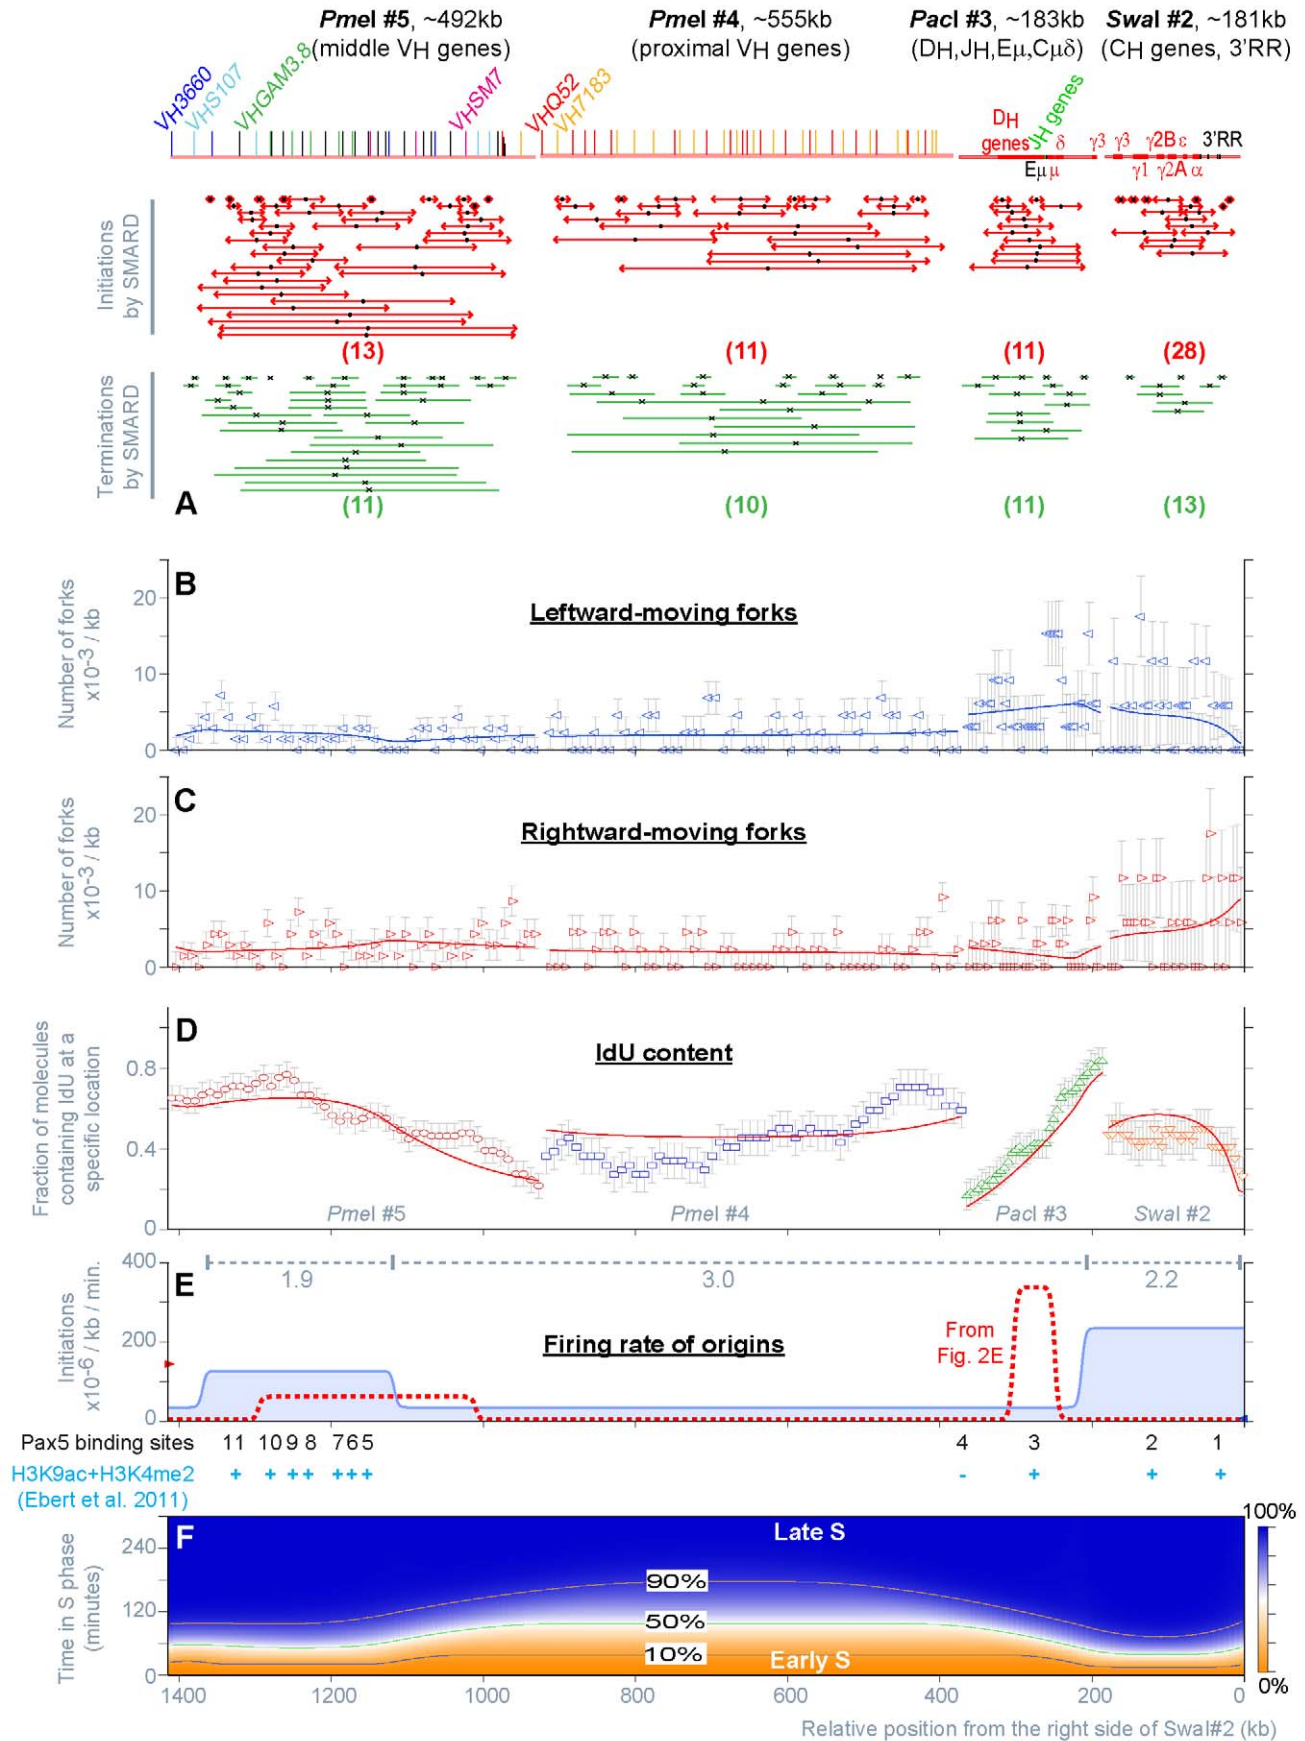 PmeI #5, ~492kb
(middle VH genes)
PmeI #4, ~555kb
(proximal VH genes)
PacI #3, ~183kb
(DH,JH,Eμ,Cμδ)
SwaI #2, ~181kb
(CH genes, 3'RR)
VH3660
VHS107
VHGAM3.8
VHSM7
VHQ52
VH7183
DH
genes
JH genes
δ
γ3
γ3
γ2B
ε
3'RR
Eμ
μ
γ1
γ2A
α
Initiations
by SMARD
(13)
(11)
(11)
(28)
Terminations
by SMARD
A
(11)
(10)
(11)
(13)
B
Leftward-moving forks
Number of forks
x10-3 / kb
20
10
0
C
Rightward-moving forks
Number of forks
x10-3 / kb
20
10
0
D
IdU content
Fraction of molecules
containing IdU at a
specific location
0.8
0.4
0
PmeI #5
PmeI #4
PacI #3
SwaI #2
E
Firing rate of origins
Initiations
x10-6 / kb / min.
400
200
0
1.9
3.0
2.2
From
Fig. 2E
Pax5 binding sites
11 10 9 8 7 6 5 4 3 2 1
H3K9ac+H3K4me2
+ + + + + + + - + + +
(Ebert et al. 2011)
F
Late S
90%
50%
10%
Early S
Time in S phase
(minutes)
240
120
0
100%
0%
1400 1200 1000 800 600 400 200 0
Relative position from the right side of SwaI#2 (kb)